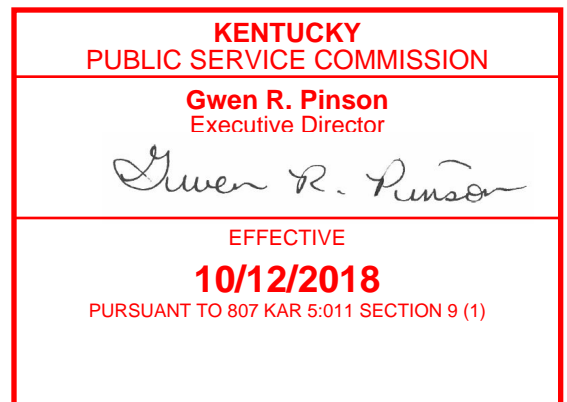 KENTUCKY
PUBLIC SERVICE COMMISSION
Gwen R. Pinson
Executive Director
Gwen R. Pinson
EFFECTIVE
10/12/2018
PURSUANT TO 807 KAR 5:011 SECTION 9 (1)